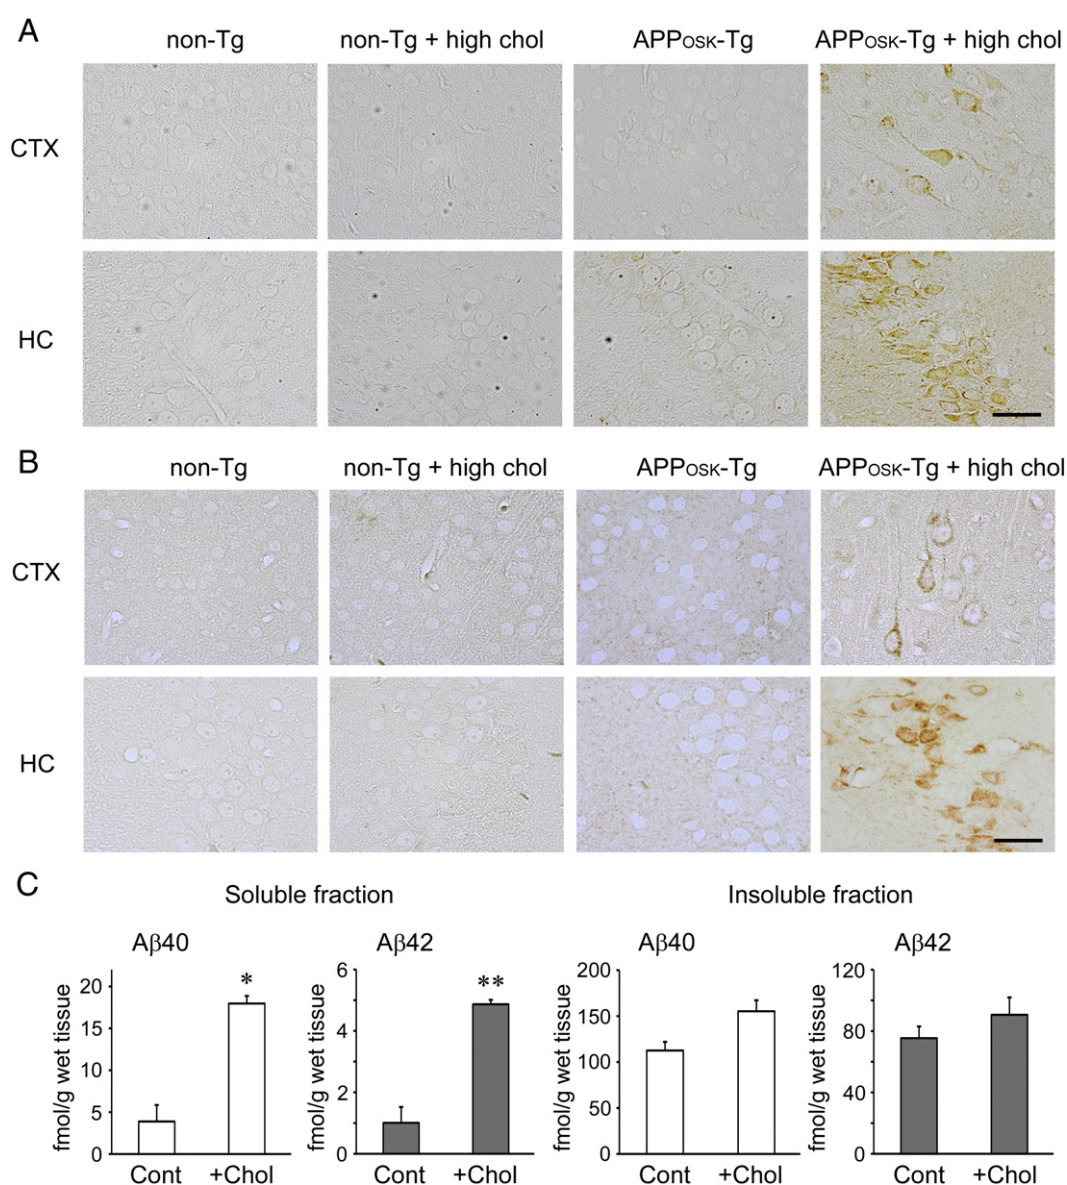 A
non-Tg
non-Tg + high chol
APPOSK-Tg
APPOSK-Tg + high chol
CTX
HC
B
non-Tg
non-Tg + high chol
APPOSK-Tg
APPOSK-Tg + high chol
CTX
HC
C
Soluble fraction
Insoluble fraction
Aβ40
Aβ42
Aβ40
Aβ42
fmol/g wet tissue
20
15
10
5
0
*
Cont
+Chol
fmol/g wet tissue
6
4
2
0
**
Cont
+Chol
fmol/g wet tissue
200
150
100
50
0
Cont
+Chol
fmol/g wet tissue
120
80
40
0
Cont
+Chol